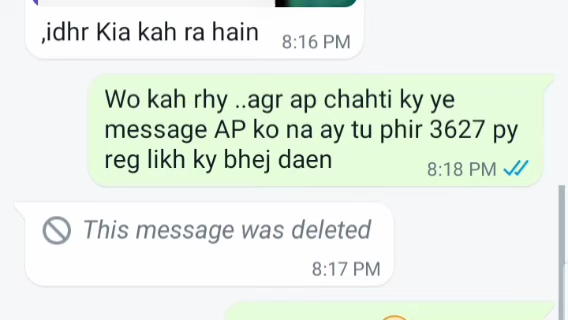 ,idhr Kia kah ra hain
8:16 PM
Wo kah rhy ..agr ap chahti ky ye
message AP ko na ay tu phir 3627 py
reg likh ky bhej daen
8:18 PM
This message was deleted
8:17 PM